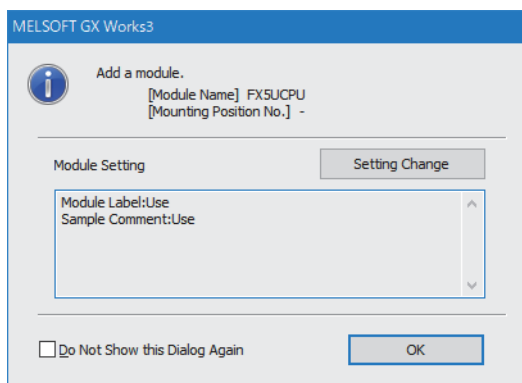 MELSOFT GX Works3
Add a module.
[Module Name] FX5UCPU
[Mounting Position No.] -
Module Setting
Setting Change
Module Label:Use
Sample Comment:Use
Do Not Show this Dialog Again
OK